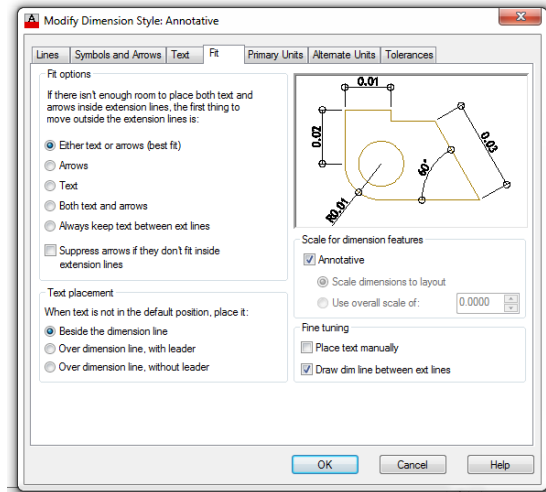 Modify Dimension Style: Annotative
Lines
Symbols and Arrows
Text
Fit
Primary Units
Alternate Units
Tolerances
Fit options
If there isn't enough room to place both text and
arrows inside extension lines, the first thing to
move outside the extension lines is:
Either text or arrows (best fit)
Arrows
Text
Both text and arrows
Always keep text between ext lines
Suppress arrows if they don't fit inside
extension lines
Text placement
When text is not in the default position, place it:
Beside the dimension line
Over dimension line, with leader
Over dimension line, without leader
0.01
0.02
0.03
60°
R0.01
Scale for dimension features
Annotative
Scale dimensions to layout
Use overall scale of:
0.0000
Fine tuning
Place text manually
Draw dim line between ext lines
OK
Cancel
Help